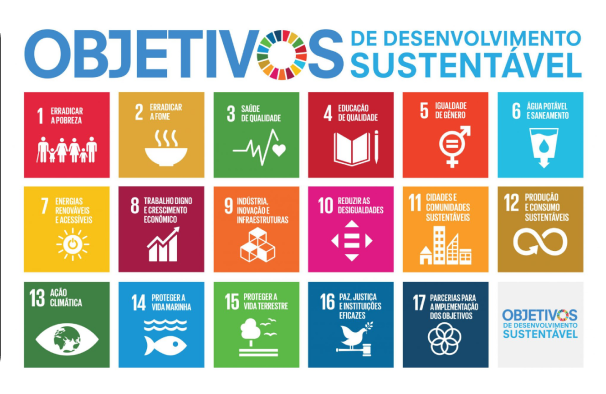 OBJETIVOS
DE DESENVOLVIMENTO
SUSTENTÁVEL
1 ERRADICAR
A POBREZA
2 ERRADICAR
A FOME
3 SAÚDE
DE QUALIDADE
4 EDUCAÇÃO
DE QUALIDADE
5 IGUALDADE
DE GÉNERO
6 ÁGUA POTÁVEL
E SANEAMENTO
7 ENERGIAS
RENOVÁVEIS
E ACESSÍVEIS
8 TRABALHO DIGNO
E CRESCIMENTO
ECONÓMICO
9 INDÚSTRIA,
INOVAÇÃO E
INFRAESTRUTURAS
10 REDUZIR AS
DESIGUALDADES
11 CIDADES E
COMUNIDADES
SUSTENTÁVEIS
12 PRODUÇÃO
E CONSUMO
SUSTENTÁVEIS
13 AÇÃO
CLIMÁTICA
14 PROTEGER A
VIDA MARINHA
15 PROTEGER A
VIDA TERRESTRE
16 PAZ, JUSTIÇA
E INSTITUIÇÕES
EFICAZES
17 PARCERIAS PARA
A IMPLEMENTAÇÃO
DOS OBJETIVOS
OBJETIVOS
DE DESENVOLVIMENTO
SUSTENTÁVEL